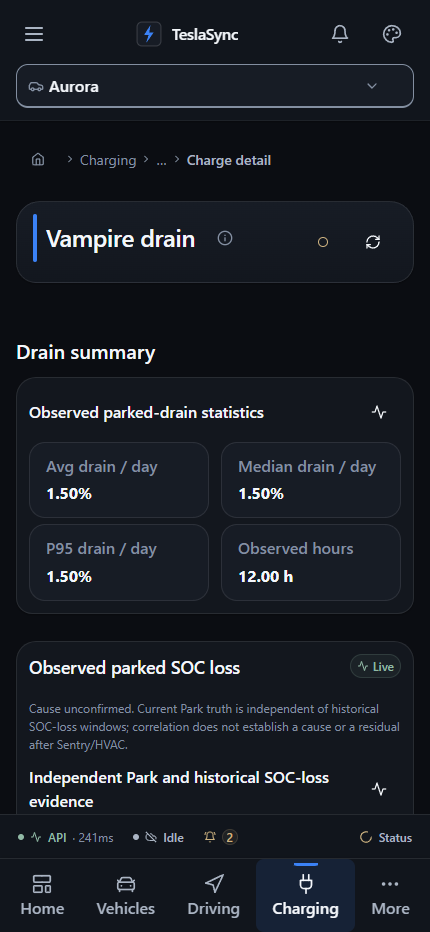 TeslaSync
Aurora
Charging
...
Charge detail
Vampire drain
Drain summary
Observed parked-drain statistics
Avg drain / day
1.50%
Median drain / day
1.50%
P95 drain / day
1.50%
Observed hours
12.00 h
Observed parked SOC loss
Live
Cause unconfirmed. Current Park truth is independent of historical
SOC-loss windows; correlation does not establish a cause or a residual
after Sentry/HVAC.
Independent Park and historical SOC-loss
evidence
API · 241ms
Idle
2
Status
Home
Vehicles
Driving
Charging
More